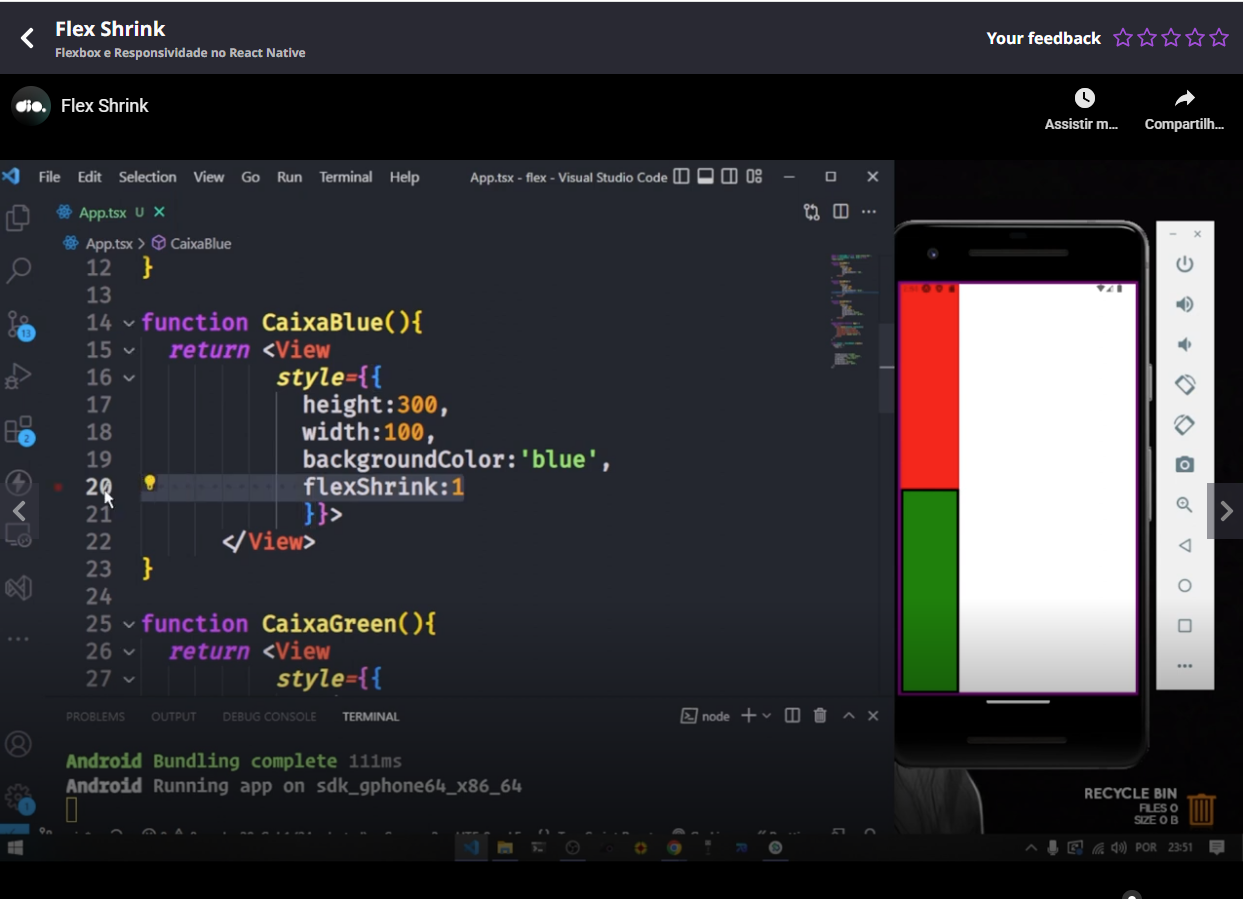 Flex Shrink
Flexbox e Responsividade no React Native
Your feedback
dio.
Flex Shrink
Assistir m...
Compartilh...
File Edit Selection View Go Run Terminal Help
App.tsx - flex - Visual Studio Code
App.tsx U
App.tsx > CaixaBlue
12 }
13
14 function CaixaBlue(){
15 return <View
16 style={{
17 height:300,
18 width:100,
19 backgroundColor:'blue',
20 flexShrink:1
21 }}>
22 </View>
23 }
24
25 function CaixaGreen(){
26 return <View
27 style={{
13
2
1
PROBLEMS OUTPUT DEBUG CONSOLE TERMINAL
node
Android Bundling complete 111ms
Android Running app on sdk_gphone64_x86_64
RECYCLE BIN
FILES 0
SIZE 0 B
POR 23:51